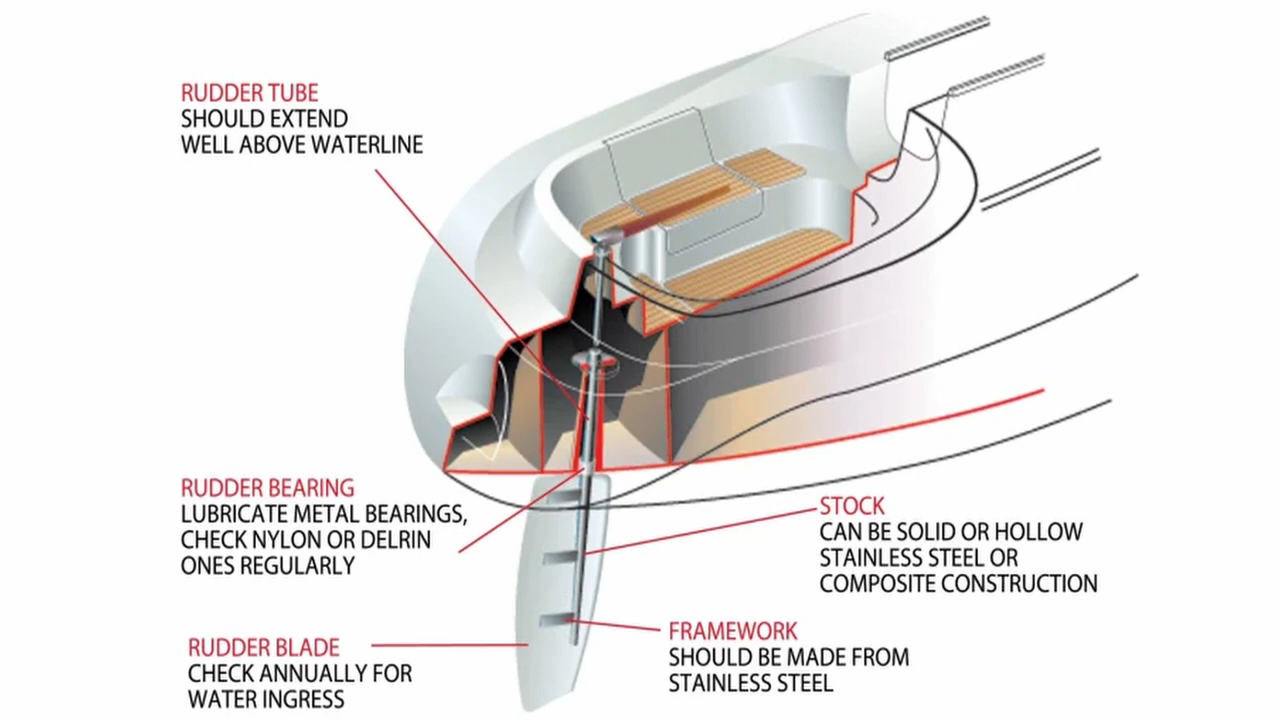 RUDDER TUBE
SHOULD EXTEND
WELL ABOVE WATERLINE
RUDDER BEARING
LUBRICATE METAL BEARINGS,
CHECK NYLON OR DELRIN
ONES REGULARLY
STOCK
CAN BE SOLID OR HOLLOW
STAINLESS STEEL OR
COMPOSITE CONSTRUCTION
RUDDER BLADE
CHECK ANNUALLY FOR
WATER INGRESS
FRAMEWORK
SHOULD BE MADE FROM
STAINLESS STEEL